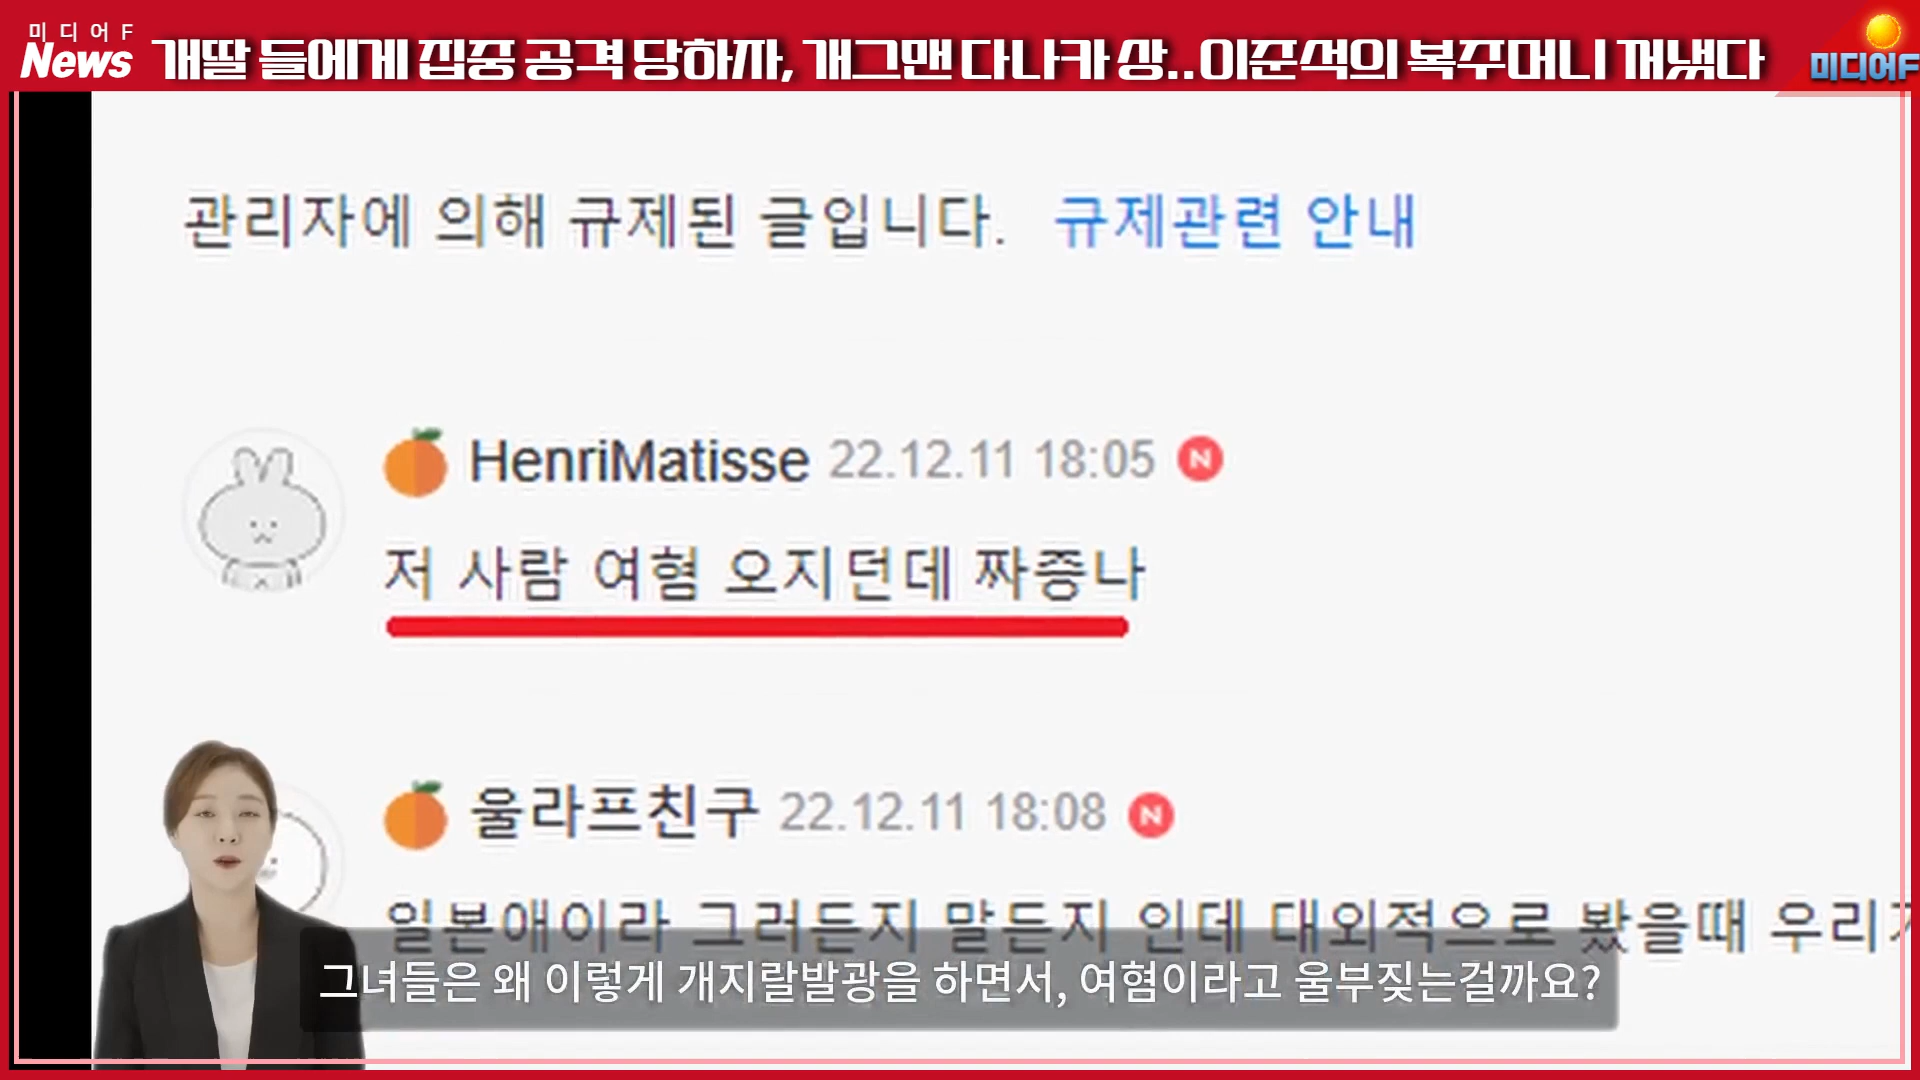 미디어F
News
개딸 들에게 집중 공격 당하자, 개그맨 다나카 상..이준석의 복주머니 꺼냈다
미디어F
관리자에 의해 규제된 글입니다. 규제관련 안내
HenriMatisse 22.12.11 18:05 N
저 사람 여혐 오지던데 짜증나
울라프친구 22.12.11 18:08 N
일본애이라 그러든지 말든지 인데 대외적으로 봤을때 우리
그녀들은 왜 이렇게 개지랄발광을 하면서, 여혐이라고 울부짖는걸까요?